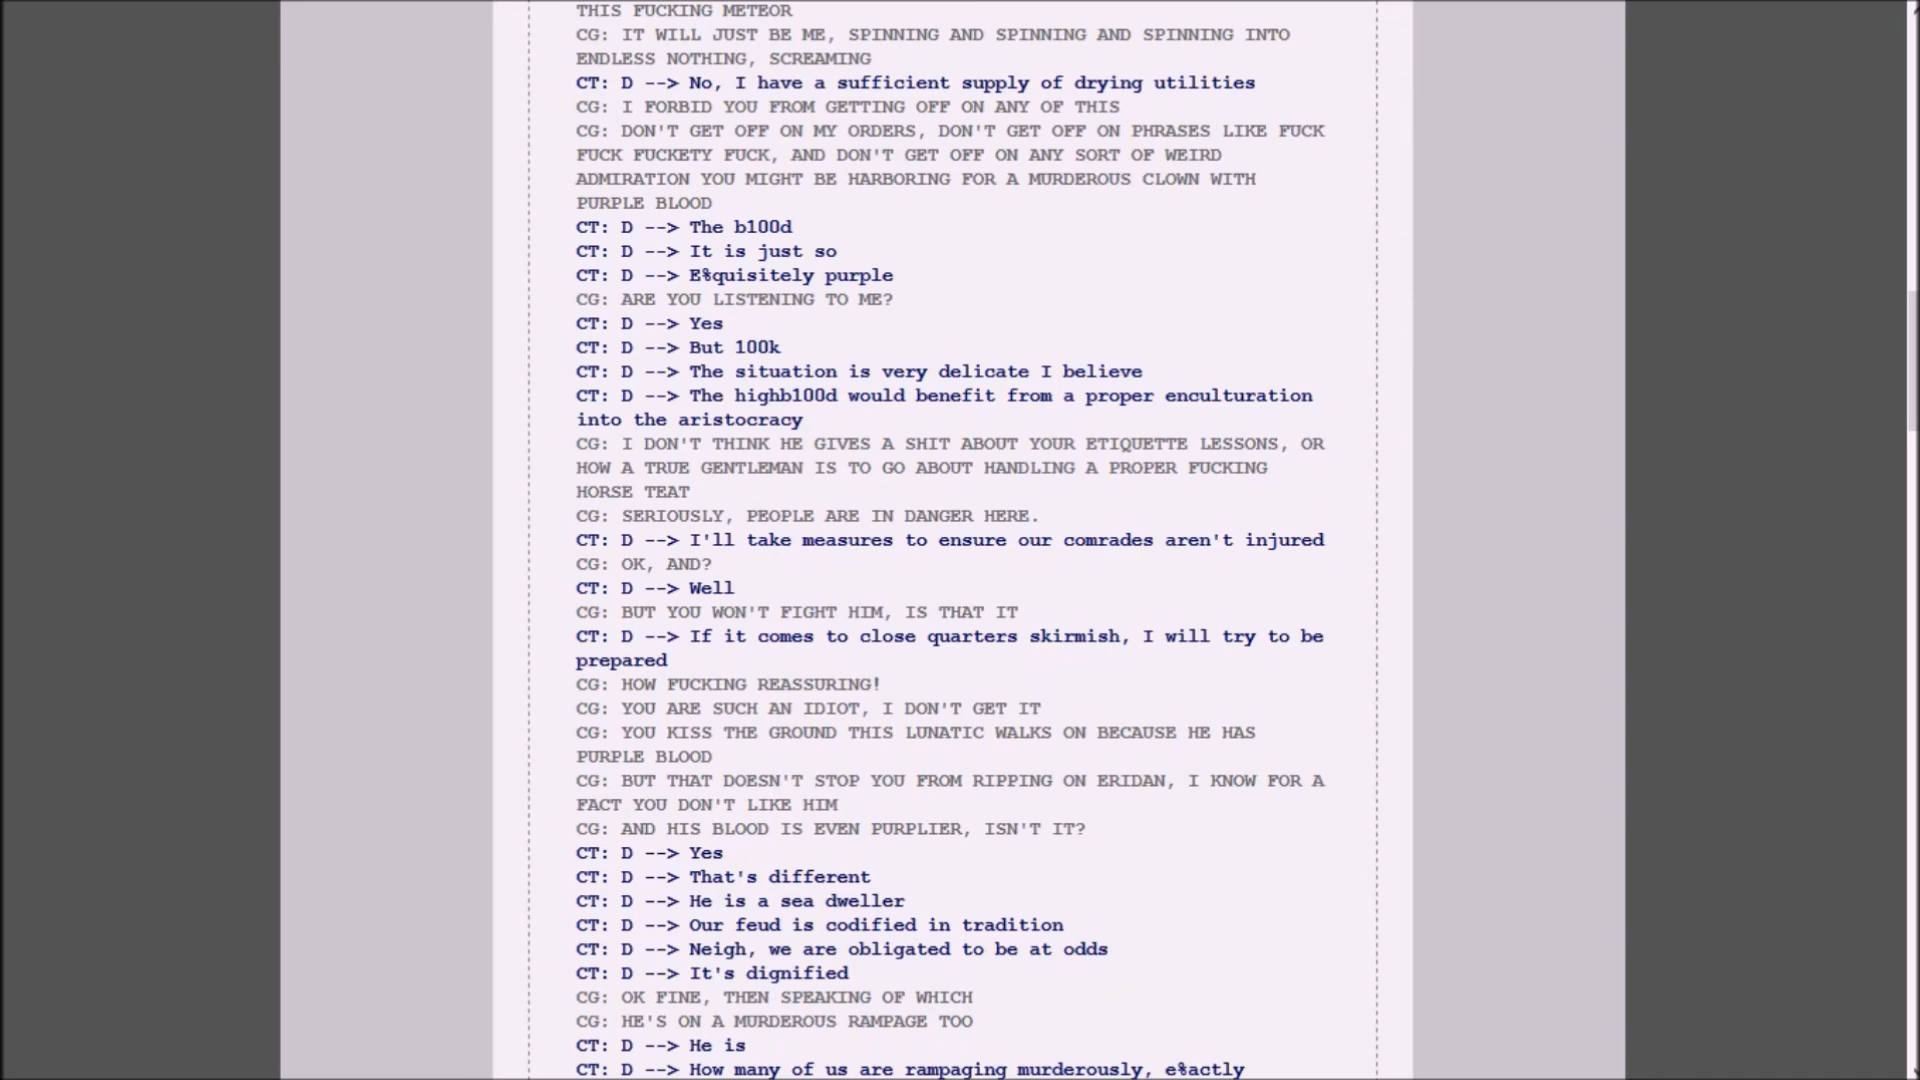 THIS FUCKING METEOR
CG: IT WILL JUST BE ME, SPINNING AND SPINNING AND SPINNING INTO
ENDLESS NOTHING, SCREAMING
CT: D --> No, I have a sufficient supply of drying utilities
CG: I FORBID YOU FROM GETTING OFF ON ANY OF THIS
CG: DON'T GET OFF ON MY ORDERS, DON'T GET OFF ON PHRASES LIKE FUCK
FUCK FUCKETY FUCK, AND DON'T GET OFF ON ANY SORT OF WEIRD
ADMIRATION YOU MIGHT BE HARBORING FOR A MURDEROUS CLOWN WITH
PURPLE BLOOD
CT: D --> The b100d
CT: D --> It is just so
CT: D --> E%quisitely purple
CG: ARE YOU LISTENING TO ME?
CT: D --> Yes
CT: D --> But 100k
CT: D --> The situation is very delicate I believe
CT: D --> The highb100d would benefit from a proper enculturation
into the aristocracy
CG: I DON'T THINK HE GIVES A SHIT ABOUT YOUR ETIQUETTE LESSONS, OR
HOW A TRUE GENTLEMAN IS TO GO ABOUT HANDLING A PROPER FUCKING
HORSE TEAT
CG: SERIOUSLY, PEOPLE ARE IN DANGER HERE.
CT: D --> I'll take measures to ensure our comrades aren't injured
CG: OK, AND?
CT: D --> Well
CG: BUT YOU WON'T FIGHT HIM, IS THAT IT
CT: D --> If it comes to close quarters skirmish, I will try to be
prepared
CG: HOW FUCKING REASSURING!
CG: YOU ARE SUCH AN IDIOT, I DON'T GET IT
CG: YOU KISS THE GROUND THIS LUNATIC WALKS ON BECAUSE HE HAS
PURPLE BLOOD
CG: BUT THAT DOESN'T STOP YOU FROM RIPPING ON ERIDAN, I KNOW FOR A
FACT YOU DON'T LIKE HIM
CG: AND HIS BLOOD IS EVEN PURPLIER, ISN'T IT?
CT: D --> Yes
CT: D --> That's different
CT: D --> He is a sea dweller
CT: D --> Our feud is codified in tradition
CT: D --> Neigh, we are obligated to be at odds
CT: D --> It's dignified
CG: OK FINE, THEN SPEAKING OF WHICH
CG: HE'S ON A MURDEROUS RAMPAGE TOO
CT: D --> He is
CT: D --> How many of us are rampaging murderously, e%actly